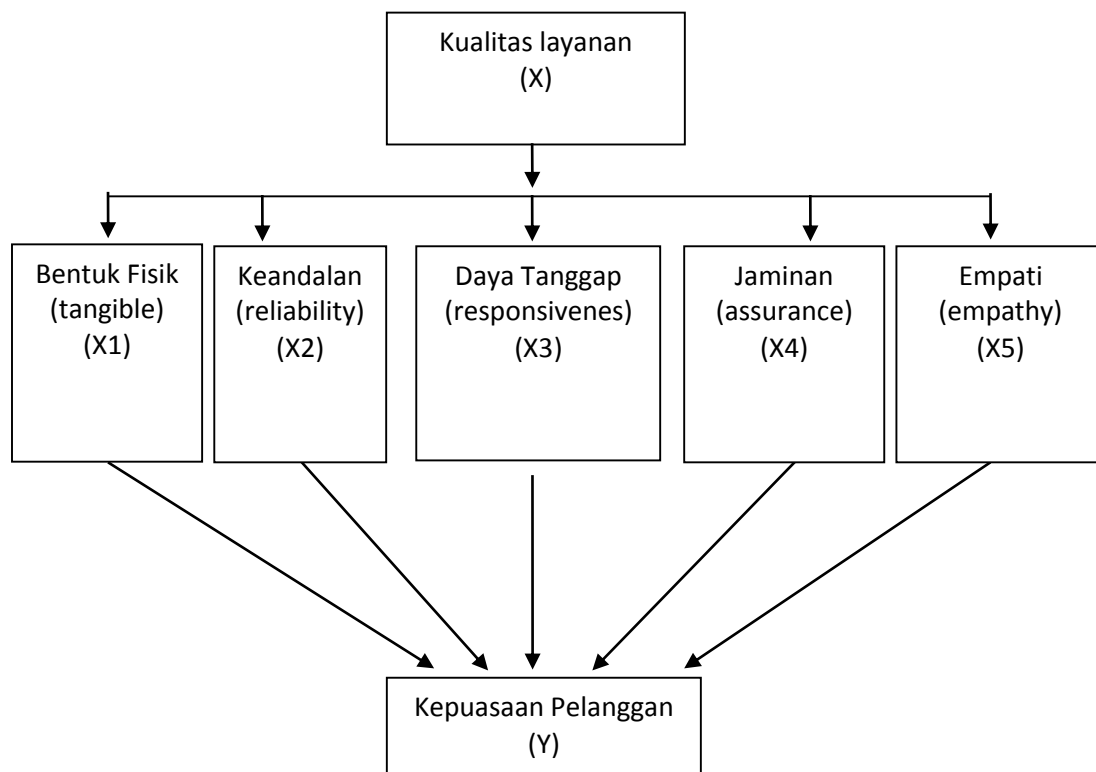 Kualitas layanan
(X)
Bentuk Fisik
(tangible)
(X1)
Keandalan
(reliability)
(X2)
Daya Tanggap
(responsivenes)
(X3)
Jaminan
(assurance)
(X4)
Empati
(empathy)
(X5)
Kepuasaan Pelanggan
(Y)